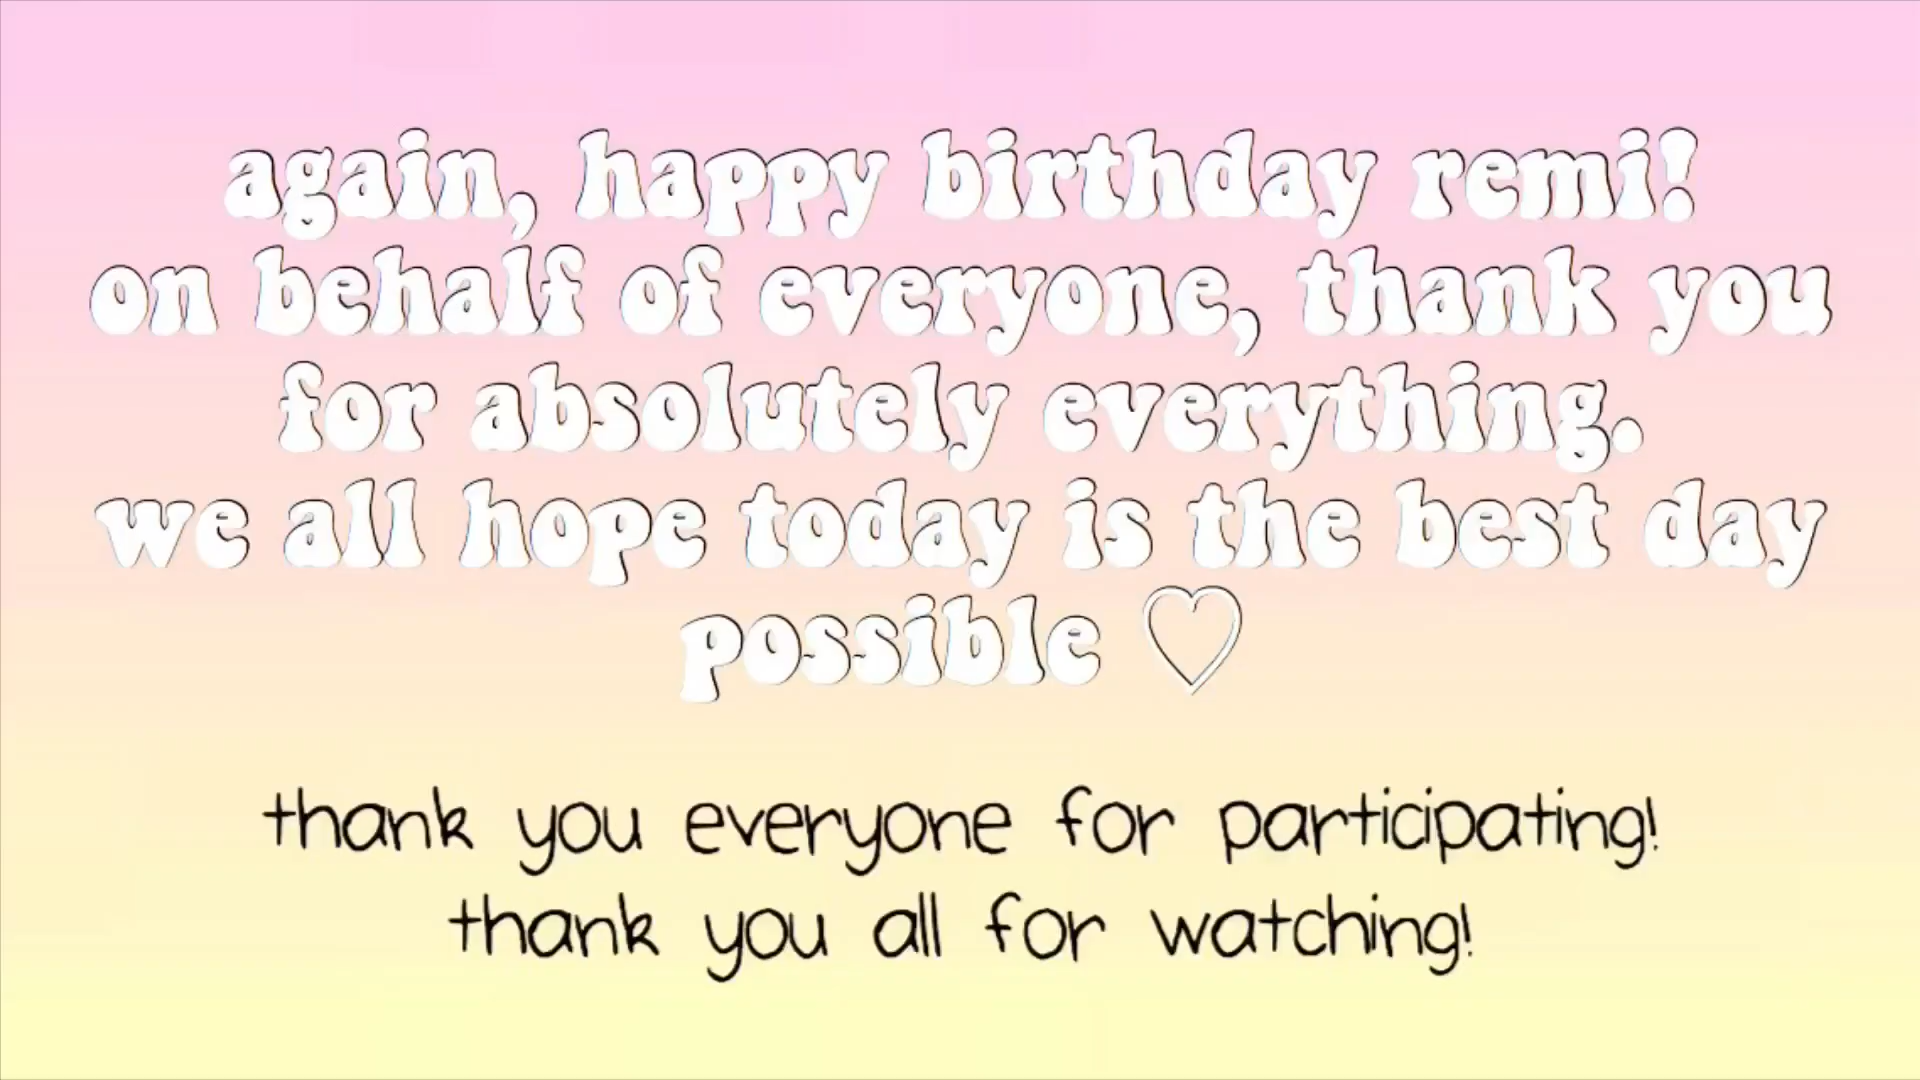 again, happy birthday remi!
on behalf of everyone, thank you
for absolutely everything.
we all hope today is the best day
possible ♡
thank you everyone for participating!
thank you all for watching!